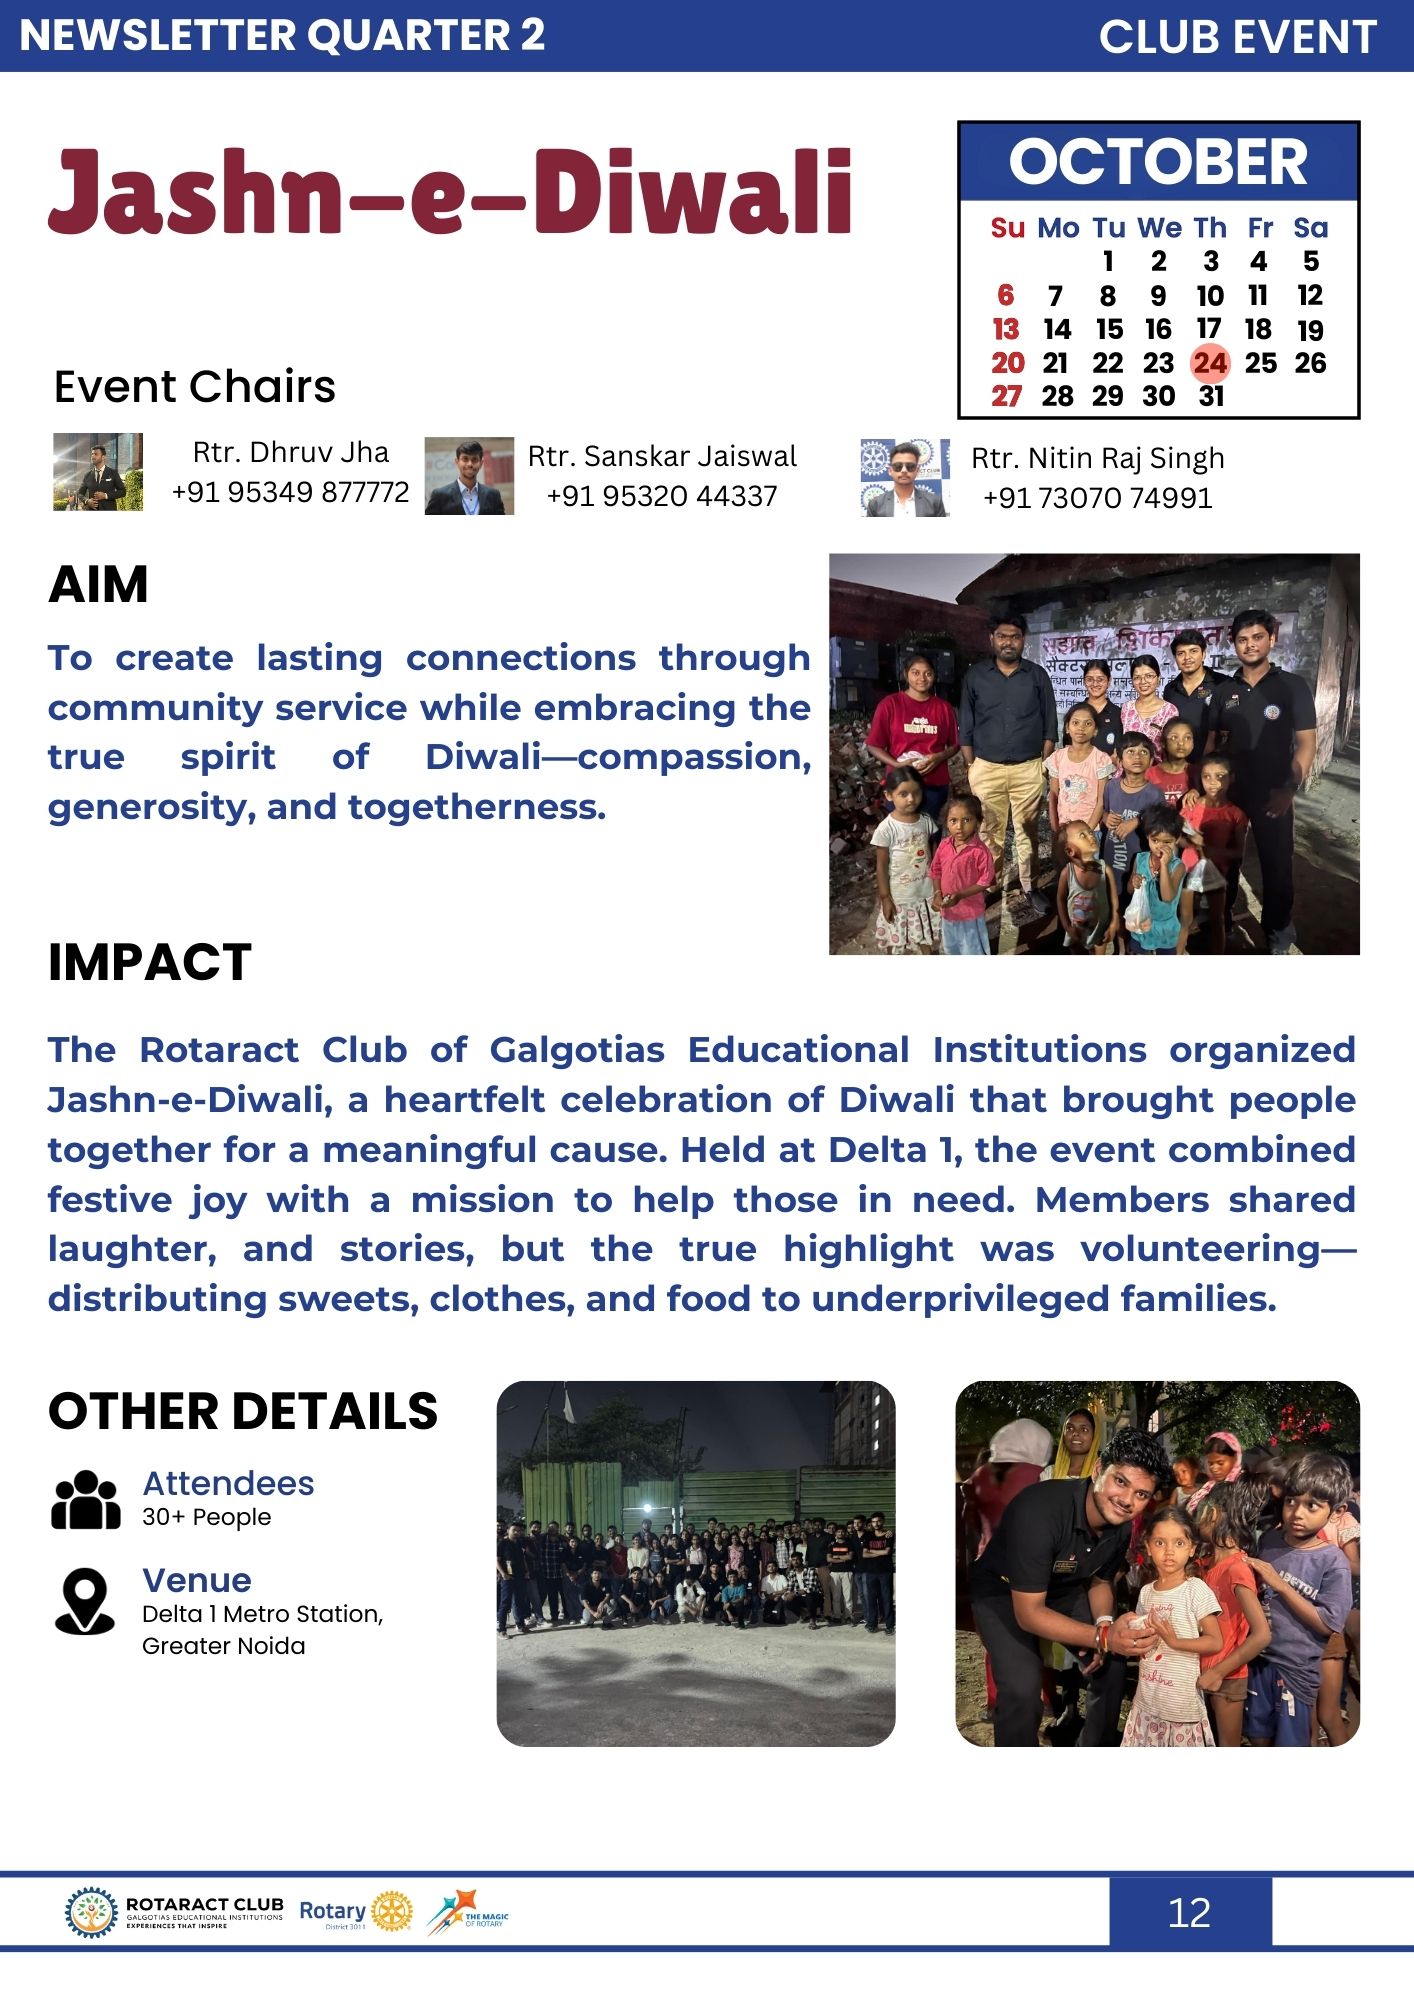 NEWSLETTER QUARTER 2
CLUB EVENT
Jashn-e-Diwali
OCTOBER
Su Mo Tu We Th Fr Sa
1 2 3 4 5
6 7 8 9 10 11 12
13 14 15 16 17 18 19
20 21 22 23 24 25 26
27 28 29 30 31
Event Chairs
Rtr. Dhruv Jha
+91 95349 877772
Rtr. Sanskar Jaiswal
+91 95320 44337
Rtr. Nitin Raj Singh
+91 73070 74991
AIM
To create lasting connections through
community service while embracing the
true spirit of Diwali—compassion,
generosity, and togetherness.
IMPACT
The Rotaract Club of Galgotias Educational Institutions organized
Jashn-e-Diwali, a heartfelt celebration of Diwali that brought people
together for a meaningful cause. Held at Delta 1, the event combined
festive joy with a mission to help those in need. Members shared
laughter, and stories, but the true highlight was volunteering—
distributing sweets, clothes, and food to underprivileged families.
OTHER DETAILS
Attendees
30+ People
Venue
Delta 1 Metro Station,
Greater Noida
ROTARACT CLUB
GALGOTIAS EDUCATIONAL INSTITUTIONS
EXPERIENCES THAT INSPIRE
Rotary
District 3011
THE MAGIC
OF ROTARY
12